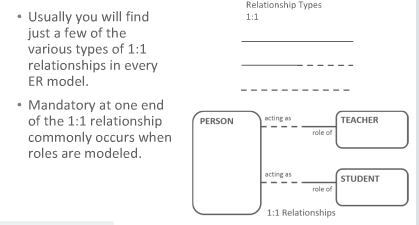 • Usually you will find
just a few of the
various types of 1:1
relationships in every
ER model.
• Mandatory at one end
of the 1:1 relationship
commonly occurs when
roles are modeled.
Relationship Types
1:1
PERSON
acting as
role of
TEACHER
acting as
role of
STUDENT
1:1 Relationships